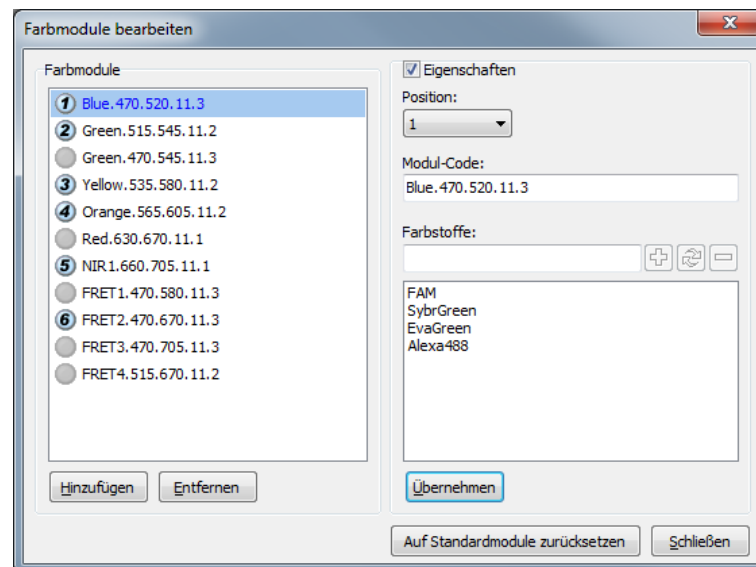 Farbmodule bearbeiten
Farbmodule
1 Blue.470.520.11.3
2 Green.515.545.11.2
Green.470.545.11.3
3 Yellow.535.580.11.2
4 Orange.565.605.11.2
Red.630.670.11.1
5 NIR1.660.705.11.1
FRET1.470.580.11.3
6 FRET2.470.670.11.3
FRET3.470.705.11.3
FRET4.515.670.11.2
Hinzufügen
Entfernen
Eigenschaften
Position:
1
Modul-Code:
Blue.470.520.11.3
Farbstoffe:
FAM
SybrGreen
EvaGreen
Alexa488
Übernehmen
Auf Standardmodule zurücksetzen
Schließen